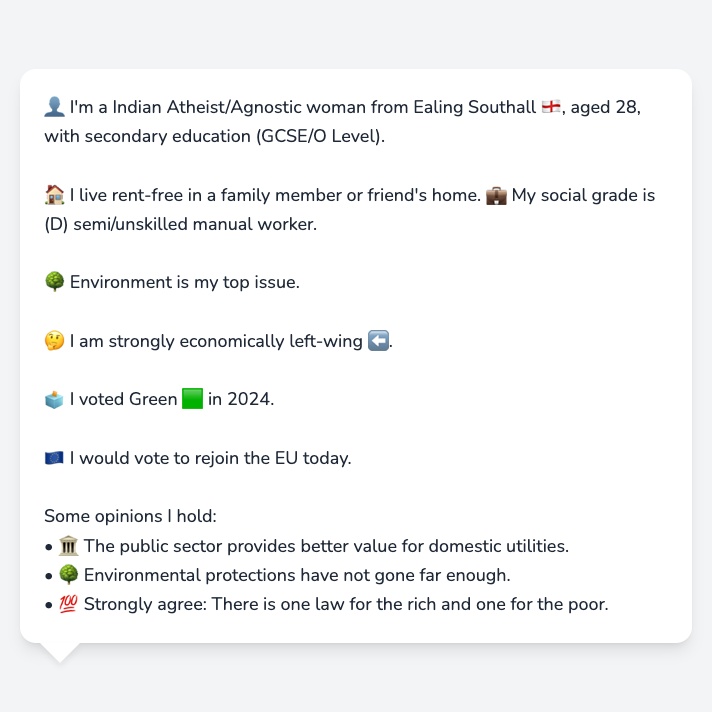 👤 I'm a Indian Atheist/Agnostic woman from Ealing Southall 🏴󠁧󠁢󠁥󠁮󠁧󠁿, aged 28,
with secondary education (GCSE/O Level).
🏠 I live rent-free in a family member or friend's home. 💼 My social grade is
(D) semi/unskilled manual worker.
🌳 Environment is my top issue.
🤔 I am strongly economically left-wing ⬅️.
🗳️ I voted Green 🟩 in 2024.
🇪🇺 I would vote to rejoin the EU today.
Some opinions I hold:
• 🏛️ The public sector provides better value for domestic utilities.
• 🌳 Environmental protections have not gone far enough.
• 💯 Strongly agree: There is one law for the rich and one for the poor.